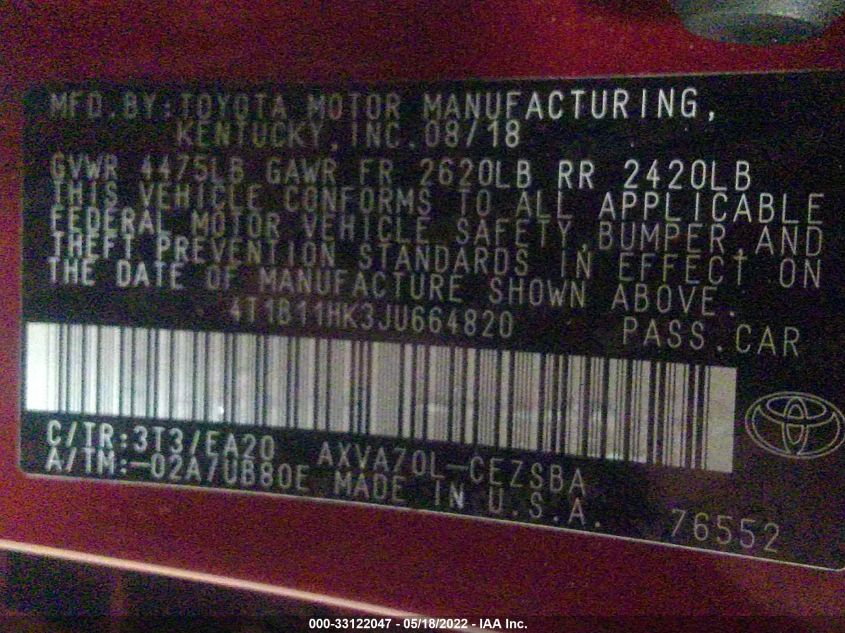 MFD.BY:TOYOTA MOTOR MANUFACTURING,
KENTUCKY,INC.08/18
GVWR 4475LB GAWR FR 2620LB RR 2420LB
THIS VEHICLE CONFORMS TO ALL APPLICABLE
FEDERAL MOTOR VEHICLE SAFETY,BUMPER,AND
THEFT PREVENTION STANDARDS IN EFFECT ON
THE DATE OF MANUFACTURE SHOWN ABOVE.
4T1B11HK3JU664820 PASS.CAR
C/TR:3T3/EA20 AXVA70L-CEZSBA
A/TM:-02A/UB80E MADE IN U.S.A. 76552
000-33122047 - 05/18/2022 - IAA Inc.